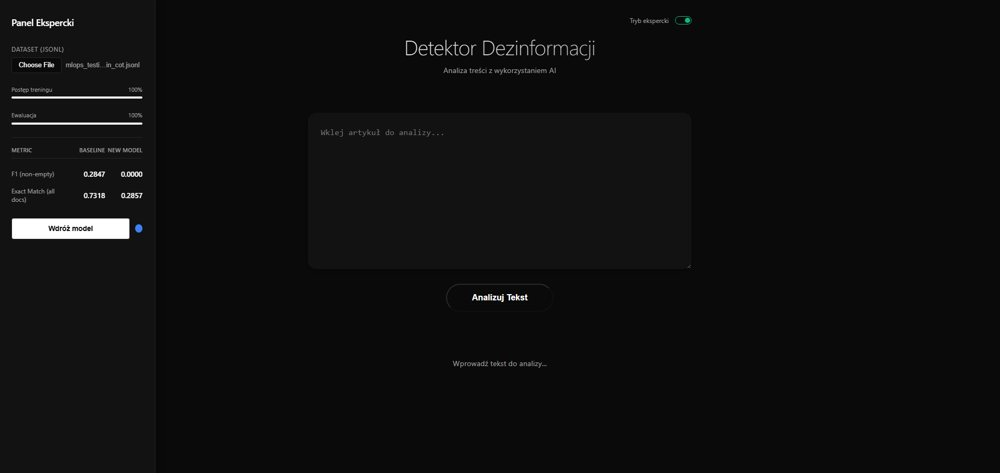 Panel Ekspercki
DATASET (JSONL)
Choose File mlops_testi...in_cot.jsonl
Postęp treningu 100%
Ewaluacja 100%
METRIC BASELINE NEW MODEL
F1 (non-empty) 0.2847 0.0000
Exact Match (all
docs) 0.7318 0.2857
Wdróż model
Tryb ekspercki
Detektor Dezinformacji
Analiza treści z wykorzystaniem AI
Wklej artykuł do analizy...
Analizuj Tekst
Wprowadź tekst do analizy...